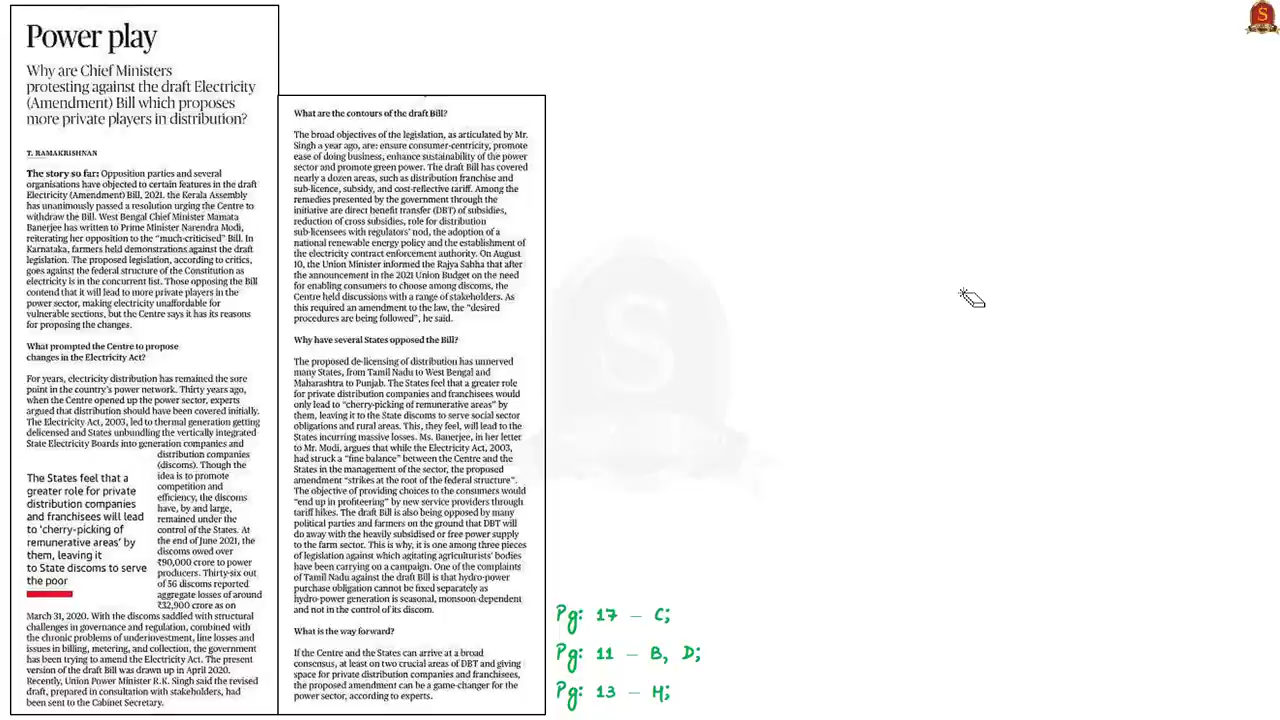 Power play
Why are Chief Ministers
protesting against the draft Electricity
(Amendment) Bill which proposes
more private players in distribution?
T. RAMAKRISHNAN
The story so far: Opposition parties and several
organisations have objected to certain features in the draft
Electricity (Amendment) Bill, 2021. the Kerala Assembly
has unanimously passed a resolution urging the Centre to
withdraw the Bill. West Bengal Chief Minister Mamata
Banerjee has written to Prime Minister Narendra Modi,
reiterating her opposition to the “much-criticised” Bill. In
Karnataka, farmers held demonstrations against the draft
legislation. The proposed legislation, according to critics,
goes against the federal structure of the Constitution as
electricity is in the concurrent list. Those opposing the Bill
contend that it will lead to more private players in the
power sector, making electricity unaffordable for
vulnerable sections, but the Centre says it has its reasons
for proposing the changes.
What prompted the Centre to propose
changes in the Electricity Act?
For years, electricity distribution has remained the sore
point in the country's power network. Thirty years ago,
when the Centre opened up the power sector, experts
argued that distribution should have been covered initially.
The Electricity Act, 2003, led to thermal generation getting
delicensed and States unbundling the vertically integrated
State Electricity Boards into generation companies and
distribution companies
(discoms). Though the
idea is to promote
competition and
efficiency, the discoms
have, by and large,
remained under the
control of the States. At
the end of June 2021, the
discoms owed over
₹90,000 crore to power
producers. Thirty-six out
of 56 discoms reported
aggregate losses of around
₹32,900 crore as on
The States feel that a
greater role for private
distribution companies
and franchisees will lead
to ‘cherry-picking of
remunerative areas’ by
them, leaving it
to State discoms to serve
the poor
March 31, 2020. With the discoms saddled with structural
challenges in governance and regulation, combined with
the chronic problems of underinvestment, line losses and
issues in billing, metering, and collection, the government
has been trying to amend the Electricity Act. The present
version of the draft Bill was drawn up in April 2020.
Recently, Union Power Minister R.K. Singh said the revised
draft, prepared in consultation with stakeholders, had
been sent to the Cabinet Secretary.
What are the contours of the draft Bill?
The broad objectives of the legislation, as articulated by Mr.
Singh a year ago, are: ensure consumer-centricity, promote
ease of doing business, enhance sustainability of the power
sector and promote green power. The draft Bill has covered
nearly a dozen areas, such as distribution franchise and
sub-licence, subsidy, and cost-reflective tariff. Among the
remedies presented by the government through the
initiative are direct benefit transfer (DBT) of subsidies,
reduction of cross subsidies, role for distribution
sub-licensees with regulators' nod, the adoption of a
national renewable energy policy and the establishment of
the electricity contract enforcement authority. On August
10, the Union Minister informed the Rajya Sabha that after
the announcement in the 2021 Union Budget on the need
for enabling consumers to choose among discoms, the
Centre held discussions with a range of stakeholders. As
this required an amendment to the law, the “desired
procedures are being followed”, he said.
Why have several States opposed the Bill?
The proposed de-licensing of distribution has unnerved
many States, from Tamil Nadu to West Bengal and
Maharashtra to Punjab. The States feel that a greater role
for private distribution companies and franchisees would
only lead to “cherry-picking of remunerative areas” by
them, leaving it to the State discoms to serve social sector
obligations and rural areas. This, they feel, will lead to the
States incurring massive losses. Ms. Banerjee, in her letter
to Mr. Modi, argues that while the Electricity Act, 2003,
had struck a “fine balance” between the Centre and the
States in the management of the sector, the proposed
amendment “strikes at the root of the federal structure”.
The objective of providing choices to the consumers would
“end up in profiteering” by new service providers through
tariff hikes. The draft Bill is also being opposed by many
political parties and farmers on the ground that DBT will
do away with the heavily subsidised or free power supply
to the farm sector. This is why, it is one among three pieces
of legislation against which agitating agriculturists' bodies
have been carrying on a campaign. One of the complaints
of Tamil Nadu against the draft Bill is that hydro-power
purchase obligation cannot be fixed separately as
hydro-power generation is seasonal, monsoon-dependent
and not in the control of its discom.
What is the way forward?
If the Centre and the States can arrive at a broad
consensus, at least on two crucial areas of DBT and giving
space for private distribution companies and franchisees,
the proposed amendment can be a game-changer for the
power sector, according to experts.
Pg: 17 – C;
Pg: 11 – B, D;
Pg: 13 – H;
S
S